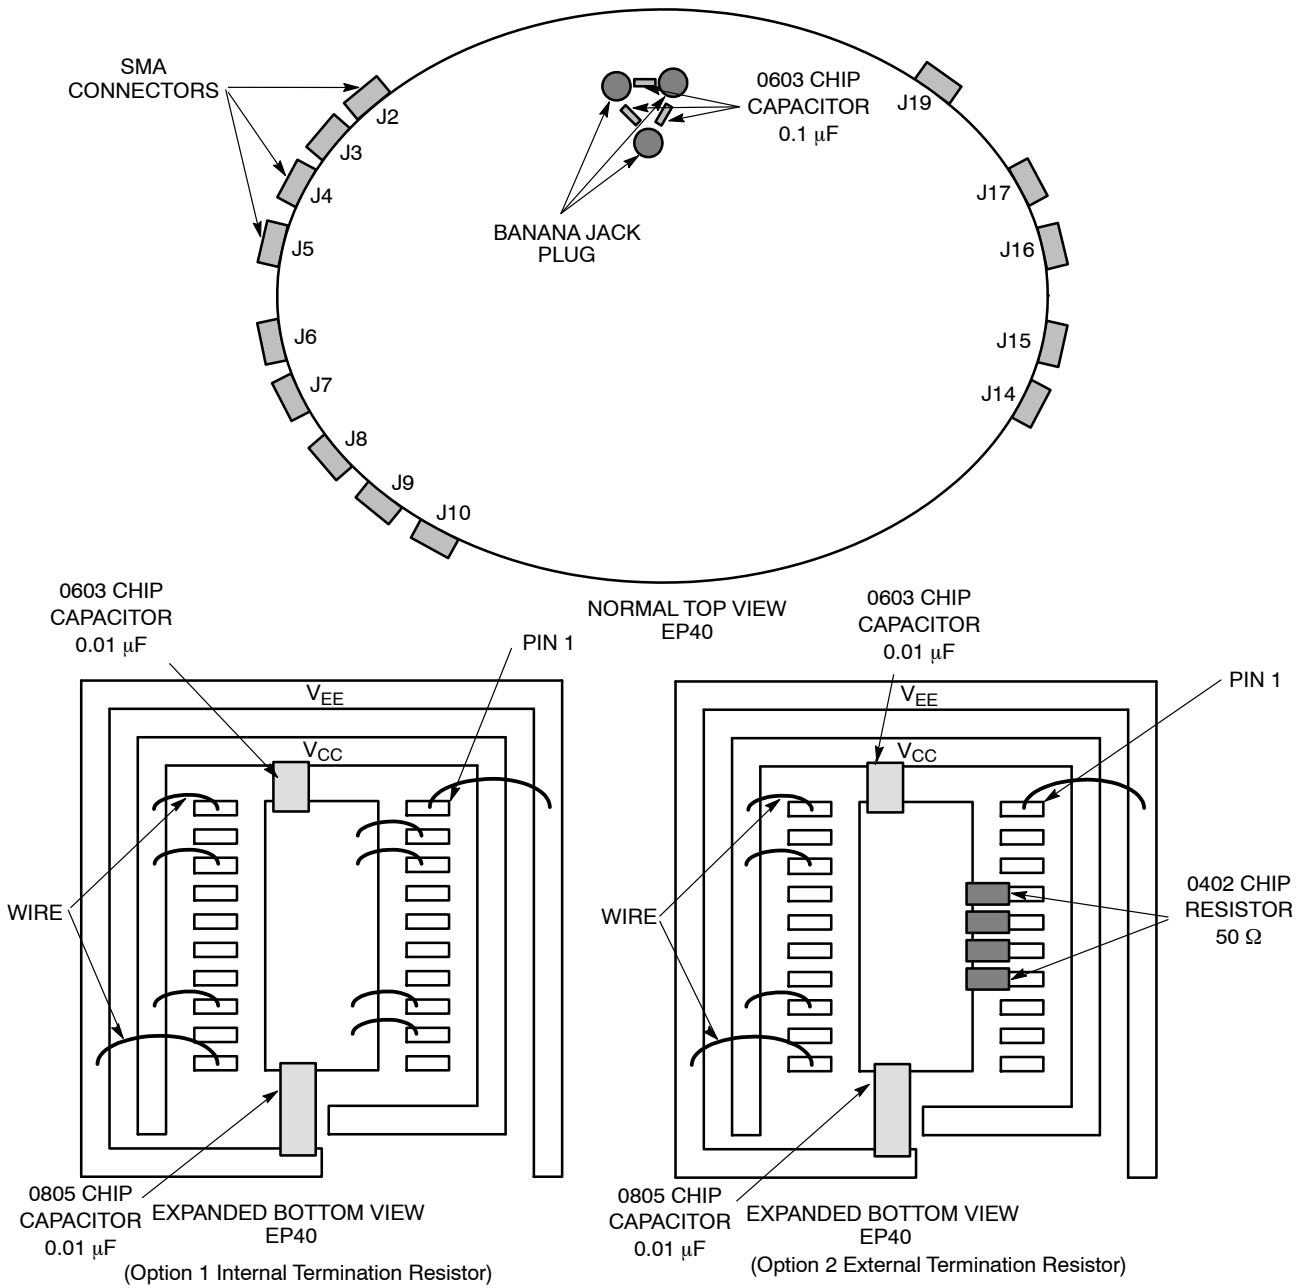 SMA
CONNECTORS
J2
J3
J4
J5
J6
J7
J8
J9
J10
0603 CHIP
CAPACITOR
0.1 μF
BANANA JACK
PLUG
J19
J17
J16
J15
J14
NORMAL TOP VIEW
EP40
0603 CHIP
CAPACITOR
0.01 μF
PIN 1
VEE
VCC
WIRE
0805 CHIP
CAPACITOR
0.01 μF
EXPANDED BOTTOM VIEW
EP40
(Option 1 Internal Termination Resistor)
0603 CHIP
CAPACITOR
0.01 μF
PIN 1
VEE
VCC
WIRE
0402 CHIP
RESISTOR
50 Ω
0805 CHIP
CAPACITOR
0.01 μF
EXPANDED BOTTOM VIEW
EP40
(Option 2 External Termination Resistor)